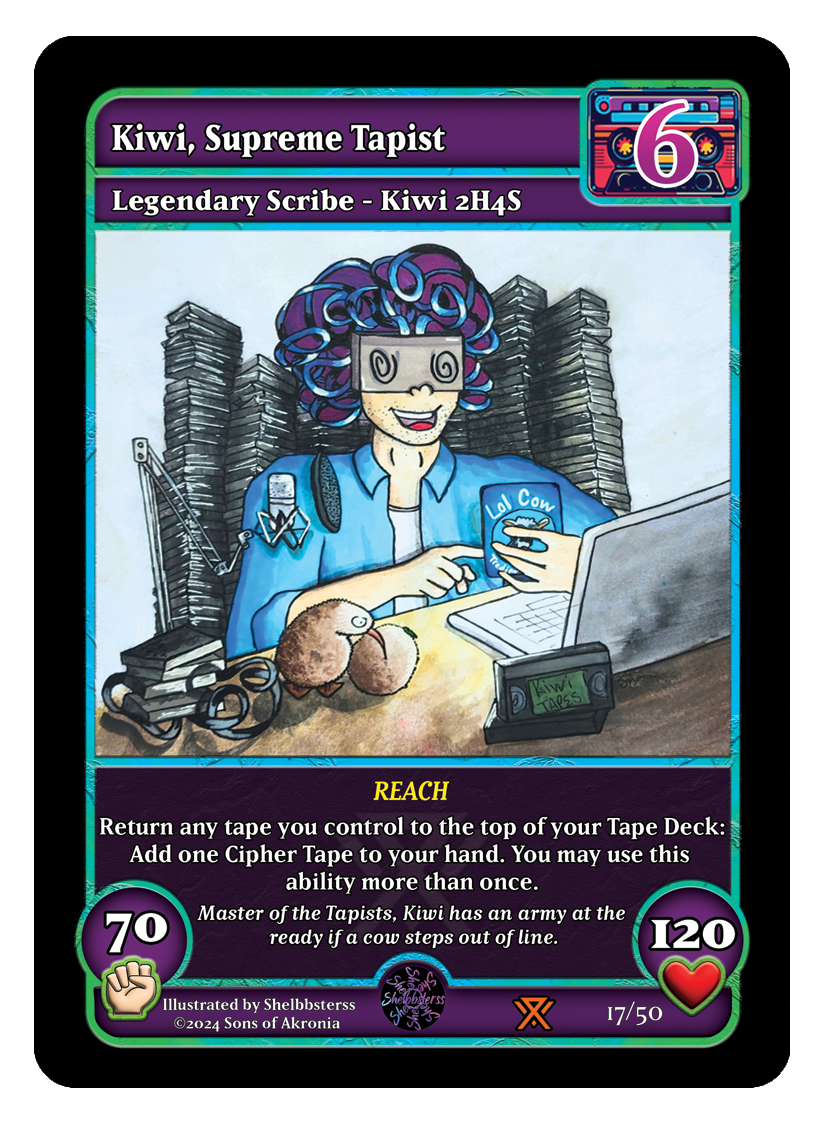 Kiwi, Supreme Tapist
6
Legendary Scribe - Kiwi 2H4S
Lol Cow
KiWi
TAPES
REACH
Return any tape you control to the top of your Tape Deck:
Add one Cipher Tape to your hand. You may use this
ability more than once.
Master of the Tapists, Kiwi has an army at the
ready if a cow steps out of line.
70
120
Illustrated by Shelbbsterss
©2024 Sons of Akronia
Shelbbsterss
17/50